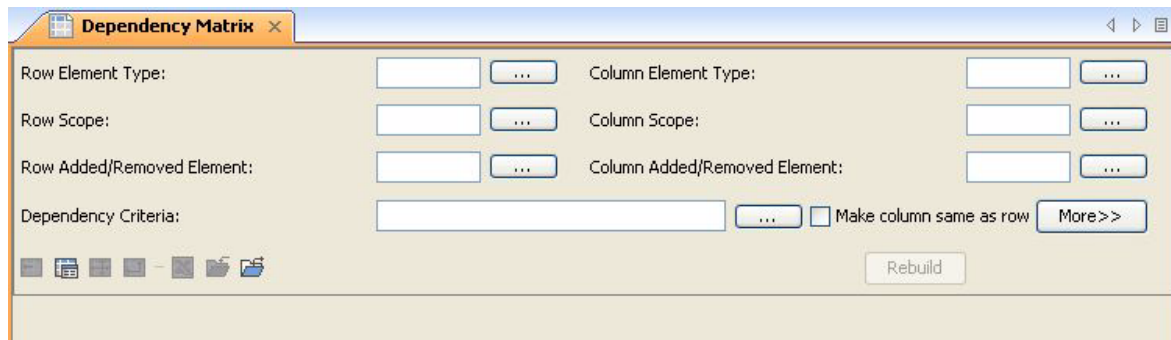 Dependency Matrix
Row Element Type: ... Column Element Type: ...
Row Scope: ... Column Scope: ...
Row Added/Removed Element: ... Column Added/Removed Element: ...
Dependency Criteria: ... Make column same as row More>>
Rebuild